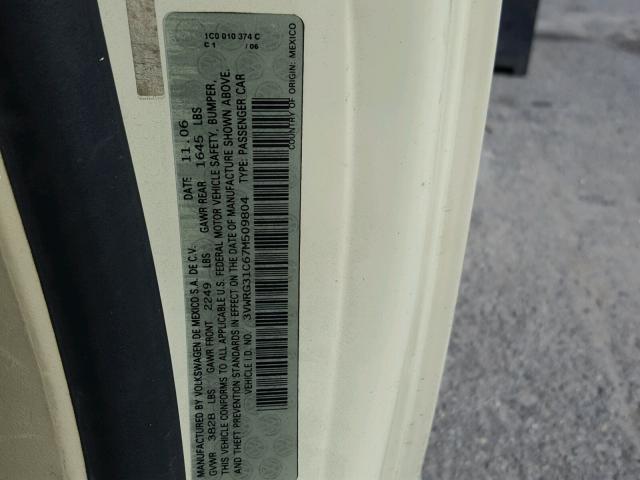 1C0 010 374 C
C 1 / 06
MANUFACTURED BY VOLKSWAGEN DE MEXICO S.A. DE C.V. DATE 11.06
GVWR 3828 LBS GAWR FRONT 2249 LBS GAWR REAR 1645 LBS
THIS VEHICLE CONFORMS TO ALL APPLICABLE U.S. FEDERAL MOTOR VEHICLE SAFETY, BUMPER,
AND THEFT PREVENTION STANDARDS IN EFFECT ON THE DATE OF MANUFACTURE SHOWN ABOVE.
VEHICLE I.D. NO. 3VWRG31C67M509804 TYPE: PASSENGER CAR
COUNTRY OF ORIGIN: MEXICO